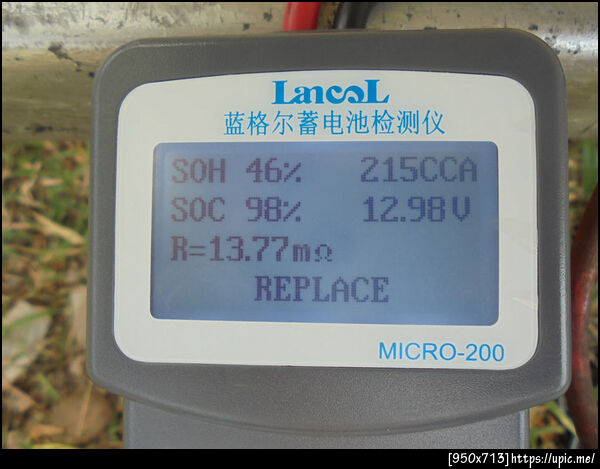 LancoL
蓝格尔蓄电池检测仪
SOH 46% 215CCA
SOC 98% 12.98V
R=13.77mΩ
REPLACE
MICRO-200
[950x713]https://upic.me/